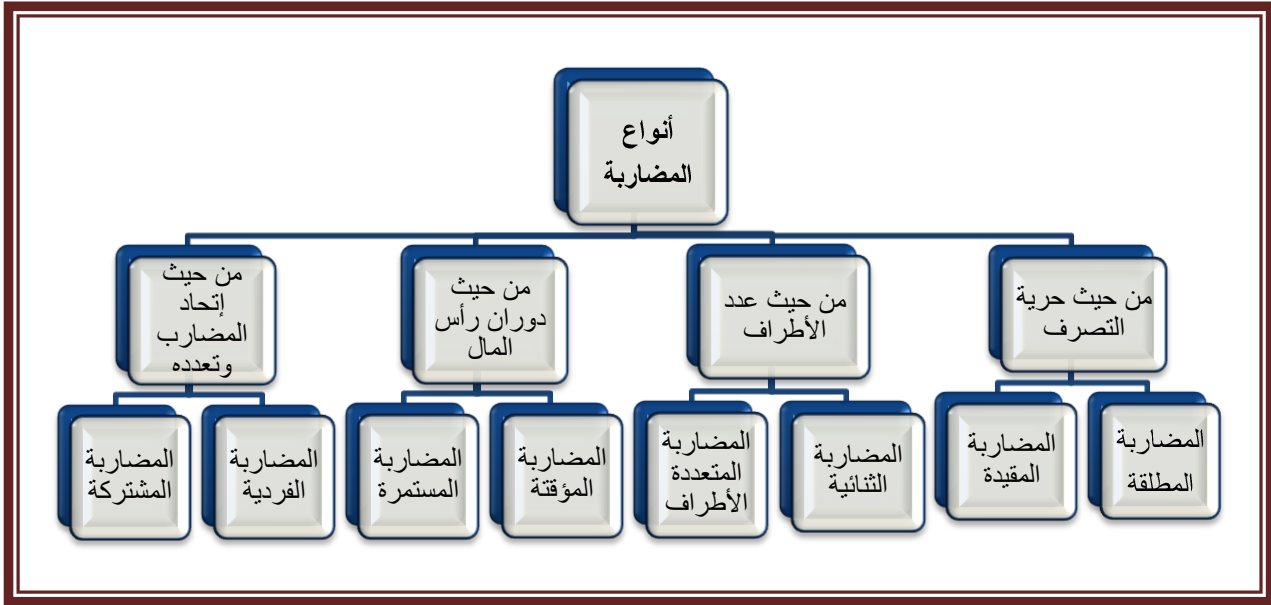 أنواع
المضاربة
من حيث حرية
التصرف
من حيث عدد
الأطراف
من حيث
دوران رأس
المال
من حيث
إتحاد
المضارب
وتعدده
المضاربة
المطلقة
المضاربة
المقيدة
المضاربة
الثنائية
المضاربة
المتعددة
الأطراف
المضاربة
المؤقتة
المضاربة
المستمرة
المضاربة
الفردية
المضاربة
المشتركة